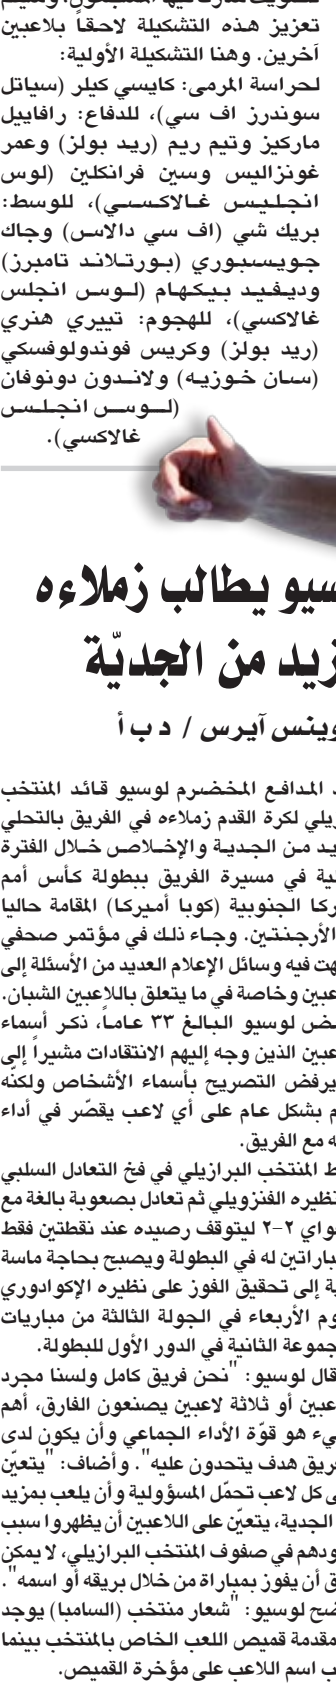 تعزيز هذه التشكيلة لاحقاً بلاعبين
آخرين. وهنا التشكيلة الأولية:
لحراسة المرمى: كايسي كيلر (سياتل
سوندرز اف سي)، للدفاع: رافاييل
ماركيز وتيم ريم (ريد بولز) وعمر
غونزاليس وسين فرانكلين (لوس
انجليس غالاكسي)، للوسط:
بريك شي (اف سي دالاس) وجاك
جويسبوري (بورتلاند تامبرز)
وديفيد بيكهام (لوس انجلس
غالاكسي)، للهجوم: تييري هنري
(ريد بولز) وكريس فوندولوفسكي
(سان خوزيه) ولاندون دونوفان
(لوس انجلس
غالاكسي).
سيو يطالب زملاءه
زيد من الجديّة
وينس آيرس / د ب أ
د المدافع المخضرم لوسيو قائد المنتخب
يلي لكرة القدم زملاءه في الفريق بالتحلي
يد من الجدية والإخلاص خلال الفترة
لية في مسيرة الفريق ببطولة كأس أمم
ركا الجنوبية (كوبا أميركا) المقامة حاليا
الأرجنتين. وجاء ذلك في مؤتمر صحفي
هت فيه وسائل الإعلام العديد من الأسئلة إلى
عبين وخاصة في ما يتعلق باللاعبين الشبان.
ض لوسيو البالغ ٣٣ عاماً، ذكر أسماء
عبين الذين وجه إليهم الانتقادات مشيراً إلى
يرفض التصريح بأسماء الأشخاص ولكنّه
م بشكل عام على أي لاعب يقصّر في أداء
ه مع الفريق.
ط المنتخب البرازيلي في فخ التعادل السلبي
نظيره الفنزويلي ثم تعادل بصعوبة بالغة مع
واي ٢-٢ ليتوقف رصيده عند نقطتين فقط
باراتين له في البطولة ويصبح بحاجة ماسة
ية إلى تحقيق الفوز على نظيره الإكوادوري
وم الأربعاء في الجولة الثالثة من مباريات
جموعة الثانية في الدور الأول للبطولة.
قال لوسيو: "نحن فريق كامل ولسنا مجرد
عبين أو ثلاثة لاعبين يصنعون الفارق، أهم
يء هو قوّة الأداء الجماعي وأن يكون لدى
ريق هدف يتحدون عليه". وأضاف: "يتعيّن
ى كل لاعب تحمّل المسؤولية وأن يلعب بمزيد
الجدية، يتعيّن على اللاعبين أن يظهروا سبب
ودهم في صفوف المنتخب البرازيلي، لا يمكن
ق أن يفوز بمباراة من خلال بريقه أو اسمه".
ضح لوسيو: "شعار منتخب (السامبا) يوجد
مقدمة قميص اللعب الخاص بالمنتخب بينما
ب اسم اللاعب على مؤخرة القميص.